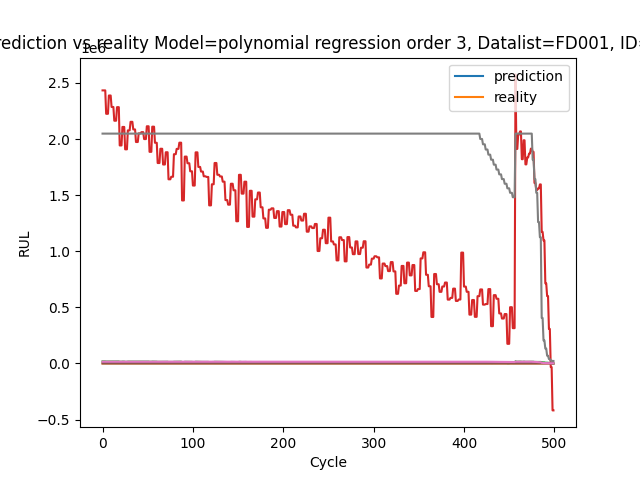 rediction vs reality Model=polynomial regression order 3, Datalist=FD001, ID=
1e6
prediction
reality
2.5
2.0
1.5
1.0
0.5
0.0
−0.5
RUL
0 100 200 300 400 500
Cycle